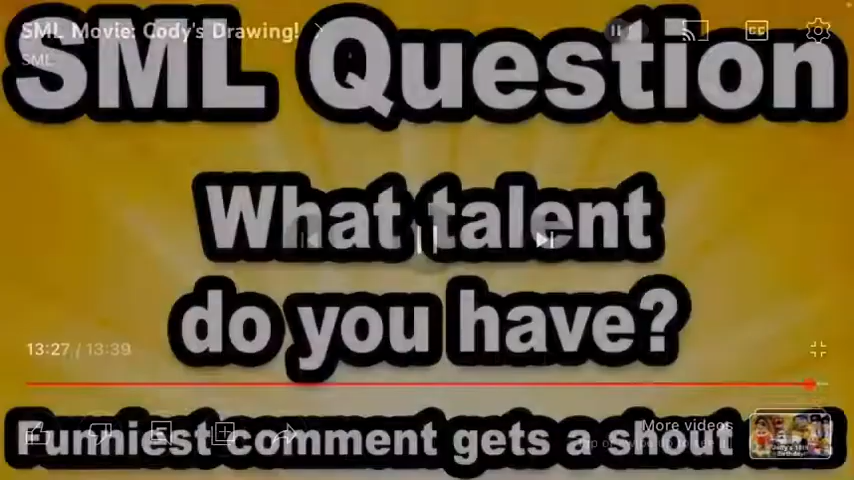 SML Movie: Cody's Drawing!
SML
CC
SML Question
What talent
do you have?
13:27 / 13:39
More videos
Funniest comment gets a shout